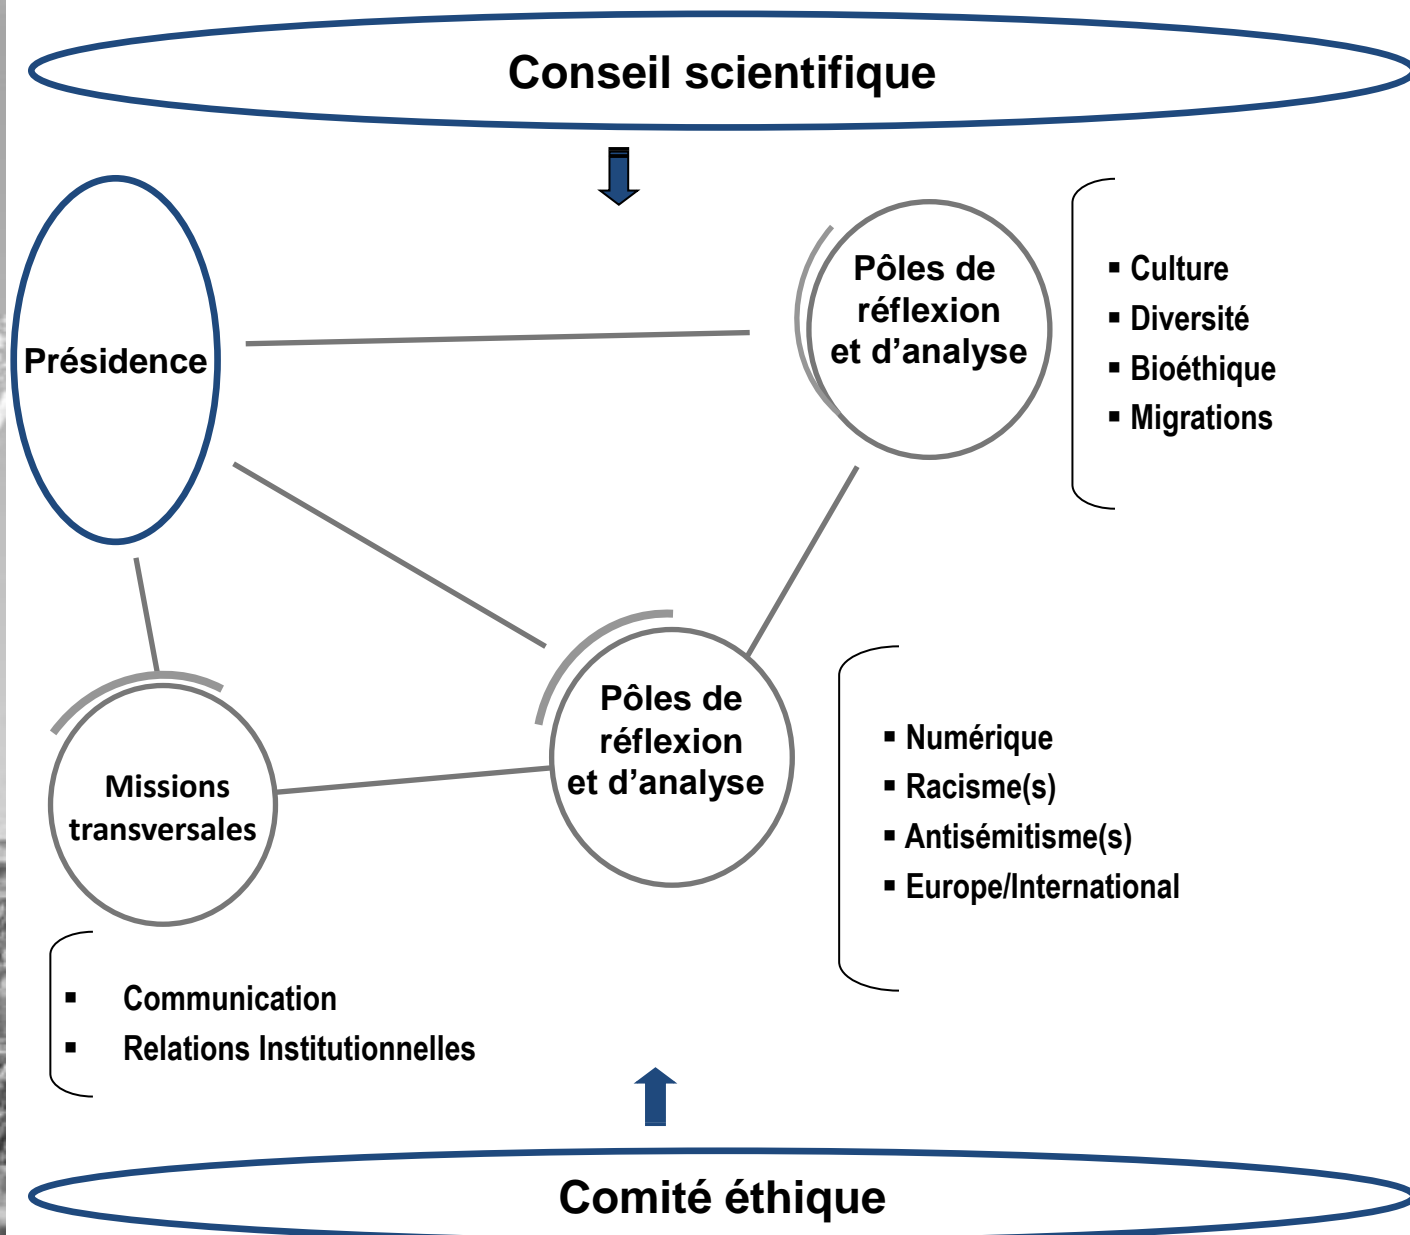 Conseil scientifique
Présidence
Pôles de
réflexion
et d’analyse
▪ Culture
▪ Diversité
▪ Bioéthique
▪ Migrations
Pôles de
réflexion
et d’analyse
▪ Numérique
▪ Racisme(s)
▪ Antisémitisme(s)
▪ Europe/International
Missions
transversales
▪ Communication
▪ Relations Institutionnelles
Comité éthique